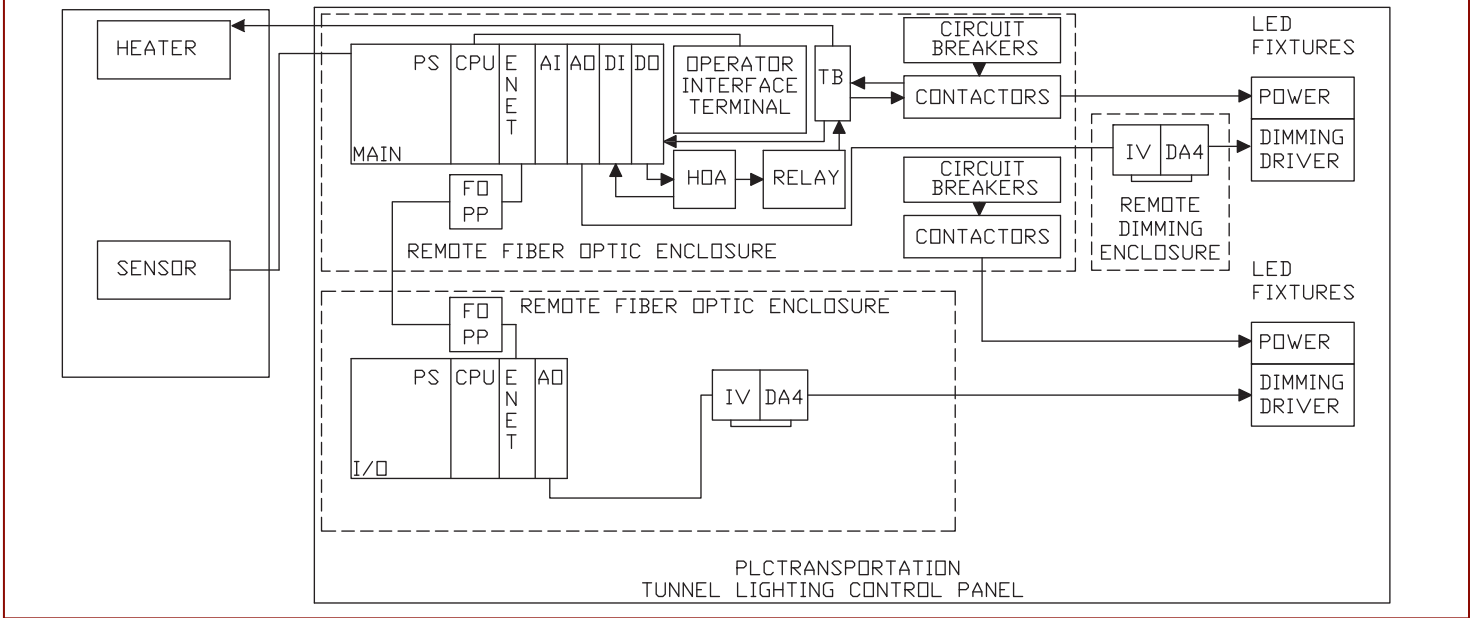 HEATER
SENSOR
PS
CPU
ENET
AI
AO
DI
DO
MAIN
OPERATOR
INTERFACE
TERMINAL
TB
CIRCUIT
BREAKERS
CONTACTORS
FO
PP
HOA
RELAY
CIRCUIT
BREAKERS
CONTACTORS
REMOTE FIBER OPTIC ENCLOSURE
LED
FIXTURES
POWER
DIMMING
DRIVER
IV
DA4
REMOTE
DIMMING
ENCLOSURE
FO
PP
REMOTE FIBER OPTIC ENCLOSURE
PS
CPU
ENET
AO
I/O
IV
DA4
LED
FIXTURES
POWER
DIMMING
DRIVER
PLCTRANSPORTATION
TUNNEL LIGHTING CONTROL PANEL